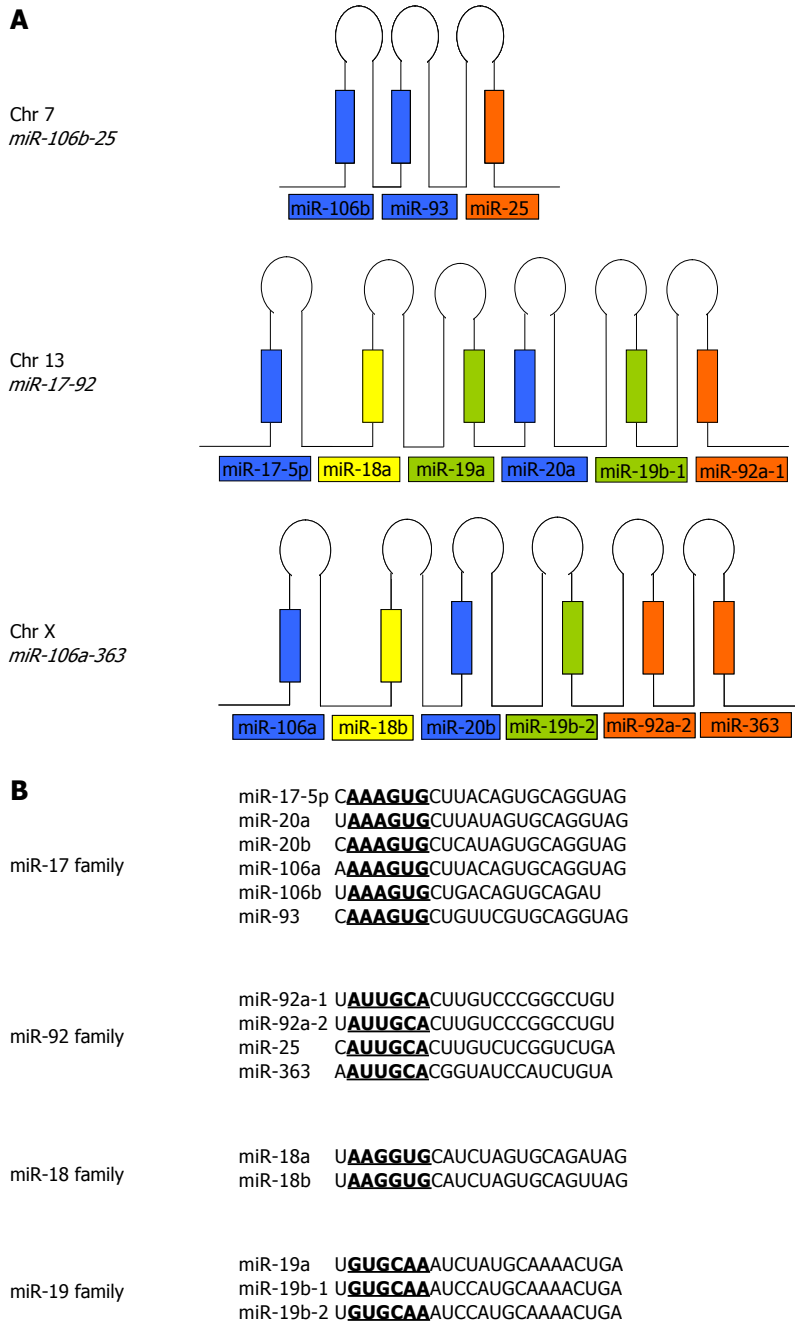 A
Chr 7
miR-106b-25
miR-106b miR-93 miR-25
Chr 13
miR-17-92
miR-17-5p miR-18a miR-19a miR-20a miR-19b-1 miR-92a-1
Chr X
miR-106a-363
miR-106a miR-18b miR-20b miR-19b-2 miR-92a-2 miR-363
B
miR-17 family
miR-17-5p CAAAGUGCUUACAGUGCAGGUAG
miR-20a UAAAGUGCUUAUAGUGCAGGUAG
miR-20b CAAAGUGCUCAUAGUGCAGGUAG
miR-106a AAAAGUGCUUACAGUGCAGGUAG
miR-106b UAAAGUGCUGACAGUGCAGAU
miR-93 CAAAGUGCUGUUCGUGCAGGUAG
miR-92 family
miR-92a-1 UAUUGCACUUGUCCCGGCCUGU
miR-92a-2 UAUUGCACUUGUCCCGGCCUGU
miR-25 CAUUGCACUUGUCUCGGUCUGA
miR-363 AAUUGCACGGUAUCCAUCUGUA
miR-18 family
miR-18a UAAGGUGCAUCUAGUGCAGAUAG
miR-18b UAAGGUGCAUCUAGUGCAGUUAG
miR-19 family
miR-19a UGUGCAAAUCUAUGCAAAACUGA
miR-19b-1 UGUGCAAAUCCAUGCAAAACUGA
miR-19b-2 UGUGCAAAUCCAUGCAAAACUGA